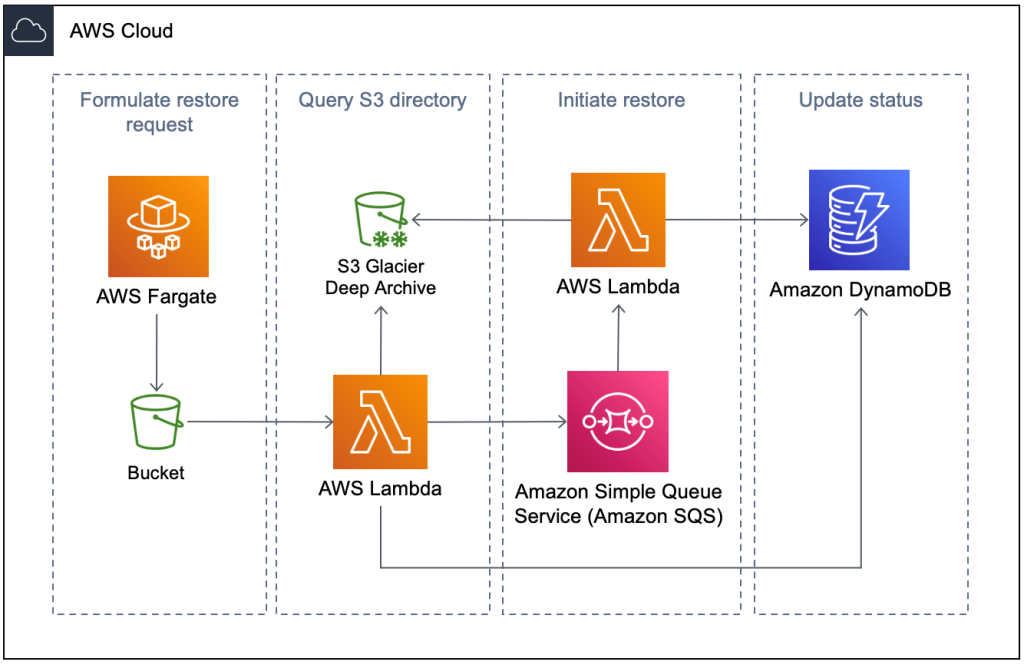 AWS Cloud
Formulate restore
request
AWS Fargate
Bucket
Query S3 directory
S3 Glacier
Deep Archive
AWS Lambda
Initiate restore
AWS Lambda
Amazon Simple Queue
Service (Amazon SQS)
Update status
Amazon DynamoDB